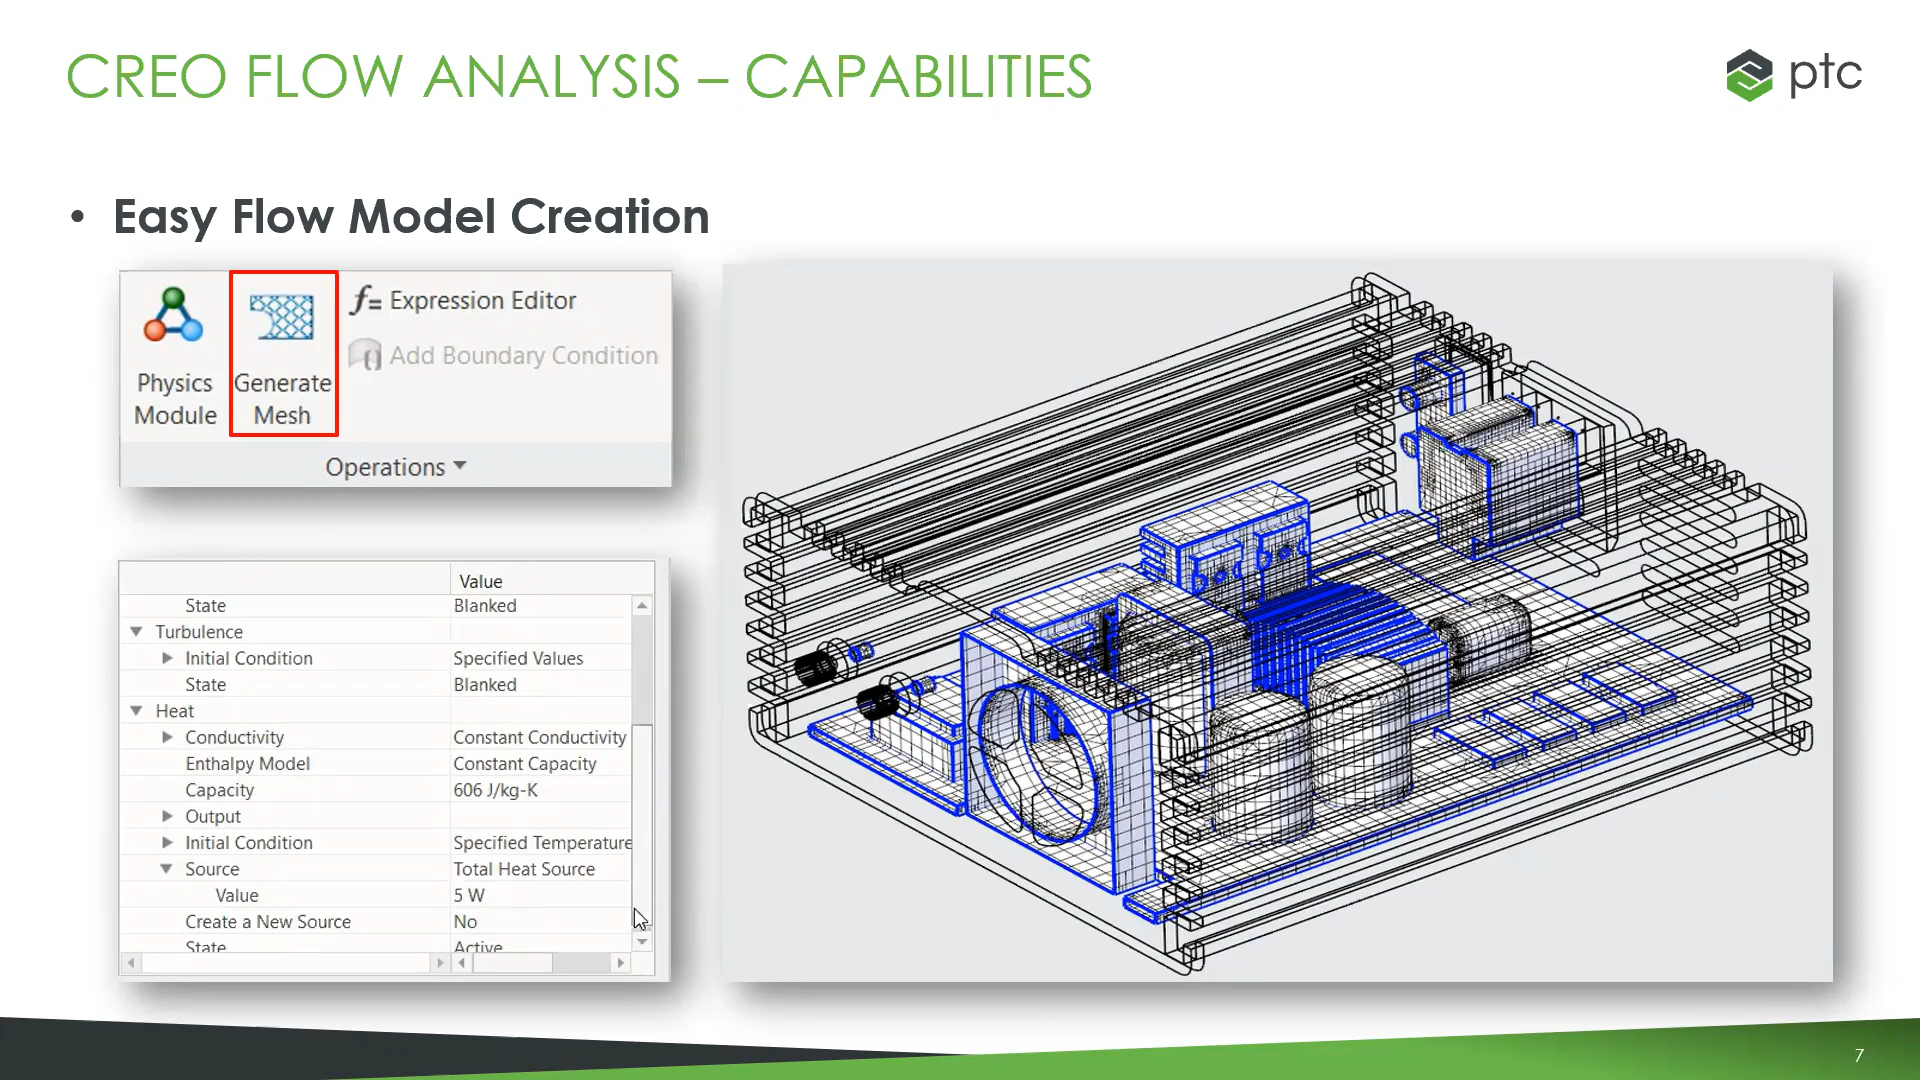 CREO FLOW ANALYSIS – CAPABILITIES
ptc
• Easy Flow Model Creation
Physics Module
Generate Mesh
f= Expression Editor
Add Boundary Condition
Operations
Value
State Blanked
Turbulence
Initial Condition Specified Values
State Blanked
Heat
Conductivity Constant Conductivity
Enthalpy Model Constant Capacity
Capacity 606 J/kg-K
Output
Initial Condition Specified Temperature
Source Total Heat Source
Value 5 W
Create a New Source No
State Active
7